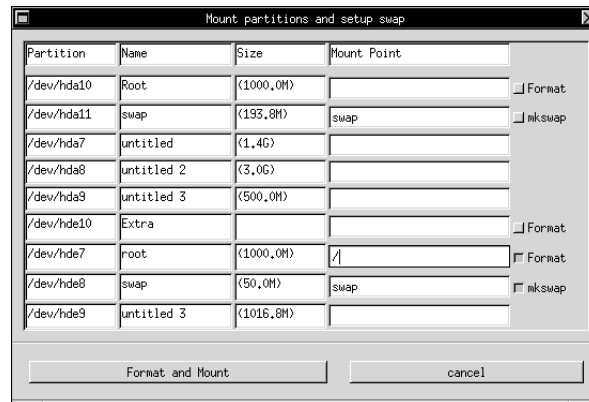 Mount partitions and setup swap
Partition Name Size Mount Point
/dev/hda10 Root (1000.0M) Format
/dev/hda11 swap (193.8M) swap mkswap
/dev/hda7 untitled (1.4G)
/dev/hda8 untitled 2 (3.0G)
/dev/hda9 untitled 3 (500.0M)
/dev/hde10 Extra Format
/dev/hde7 root (1000.0M) / Format
/dev/hde8 swap (50.0M) swap mkswap
/dev/hde9 untitled 3 (1016.8M)
Format and Mount cancel